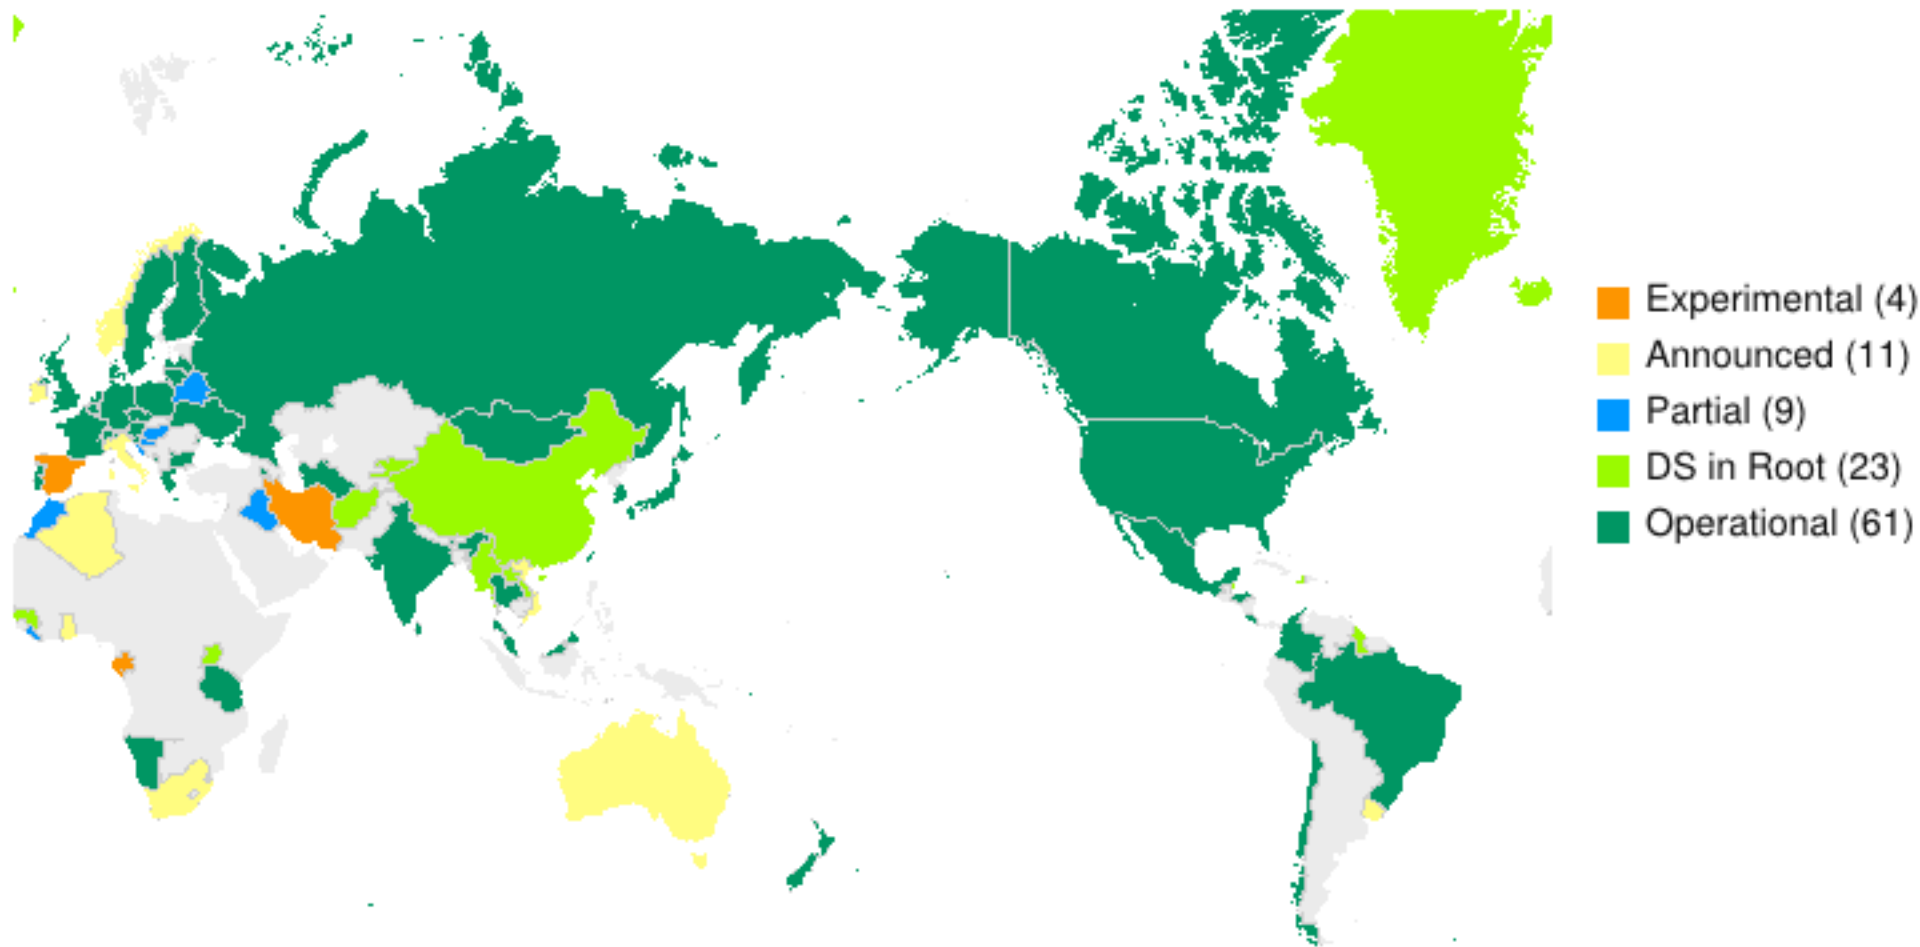 Experimental (4)
Announced (11)
Partial (9)
DS in Root (23)
Operational (61)